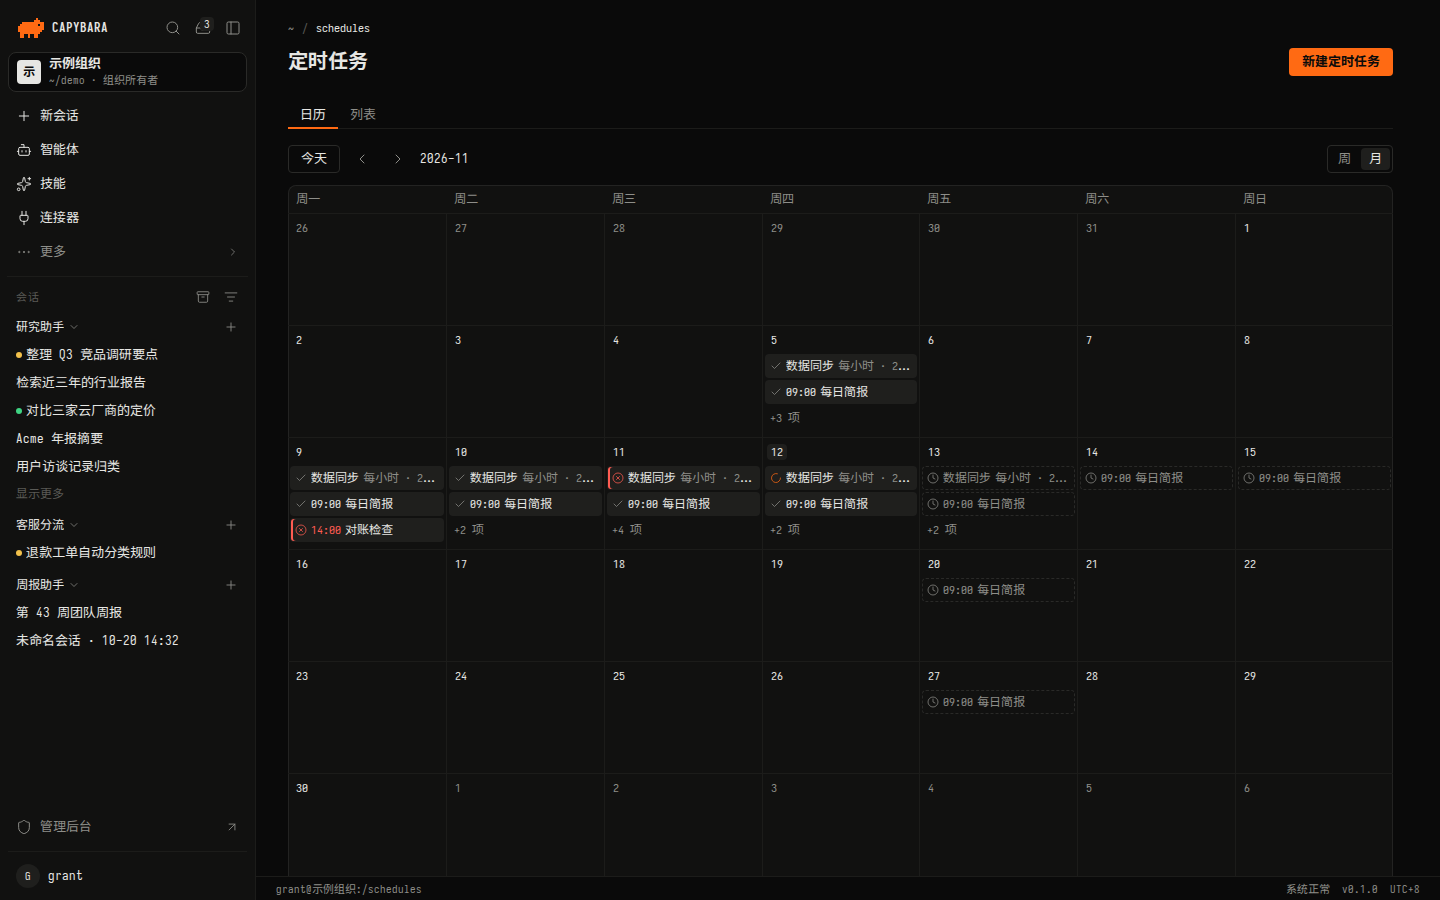 CAPYBARA
3
示
示例组织
~/demo · 组织所有者
新会话
智能体
技能
连接器
更多
会话
研究助手
整理 Q3 竞品调研要点
检索近三年的行业报告
对比三家云厂商的定价
Acme 年报摘要
用户访谈记录归类
显示更多
客服分流
退款工单自动分类规则
周报助手
第 43 周团队周报
未命名会话 · 10-20 14:32
管理后台
G
grant
~ / schedules
定时任务
新建定时任务
日历
列表
今天
2026-11
周
月
周一 周二 周三 周四 周五 周六 周日
26 27 28 29 30 31 1
2 3 4 5 6 7 8
数据同步 每小时 · 2...
09:00 每日简报
+3 项
9 10 11 12 13 14 15
数据同步 每小时 · 2... 数据同步 每小时 · 2... 数据同步 每小时 · 2... 数据同步 每小时 · 2... 数据同步 每小时 · 2... 09:00 每日简报 09:00 每日简报
09:00 每日简报 09:00 每日简报 09:00 每日简报 09:00 每日简报 09:00 每日简报
14:00 对账检查 +2 项 +4 项 +2 项 +2 项
16 17 18 19 20 21 22
09:00 每日简报
23 24 25 26 27 28 29
09:00 每日简报
30 1 2 3 4 5 6
grant@示例组织:/schedules
系统正常 v0.1.0 UTC+8